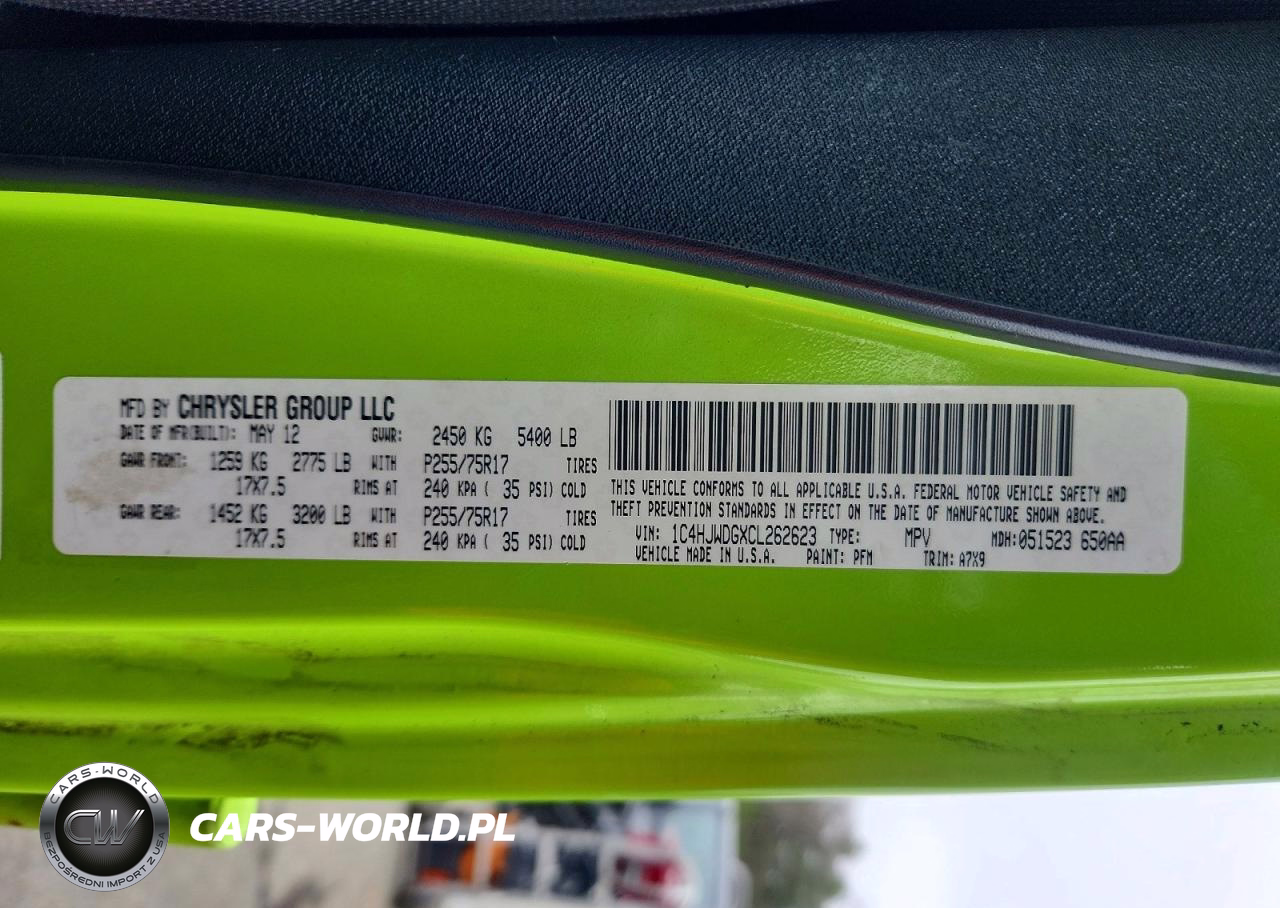 MFD BY CHRYSLER GROUP LLC
DATE OF MFR(BUILT): MAY 12 GVWR: 2450 KG 5400 LB
GAWR FRONT: 1259 KG 2775 LB WITH P255/75R17 TIRES
17X7.5 RIMS AT 240 KPA ( 35 PSI) COLD
GAWR REAR: 1452 KG 3200 LB WITH P255/75R17 TIRES
17X7.5 RIMS AT 240 KPA ( 35 PSI) COLD
THIS VEHICLE CONFORMS TO ALL APPLICABLE U.S.A. FEDERAL MOTOR VEHICLE SAFETY AND
THEFT PREVENTION STANDARDS IN EFFECT ON THE DATE OF MANUFACTURE SHOWN ABOVE.
VIN: 1C4HJWDGXCL262623 TYPE: MPV MDH:051523 650AA
VEHICLE MADE IN U.S.A. PAINT: PFM TRIM: A7X9
CARS-WORLD
CW
BEZPOŚREDNI IMPORT Z USA
CARS-WORLD.PL